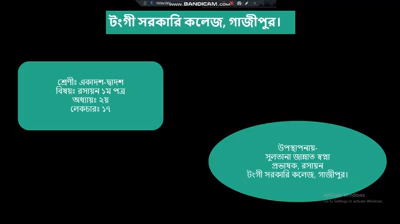 www.BANDICAM.com
টংগী সরকারি কলেজ, গাজীপুর।
শ্রেণীঃ একাদশ-দ্বাদশ
বিষয়ঃ রসায়ন ১ম পত্র
অধ্যায়ঃ ২য়
লেকচারঃ ১৭
উপস্থাপনায়-
সুলতানা জান্নাত স্বপ্না
প্রভাষক, রসায়ন
টংগী সরকারি কলেজ, গাজীপুর।